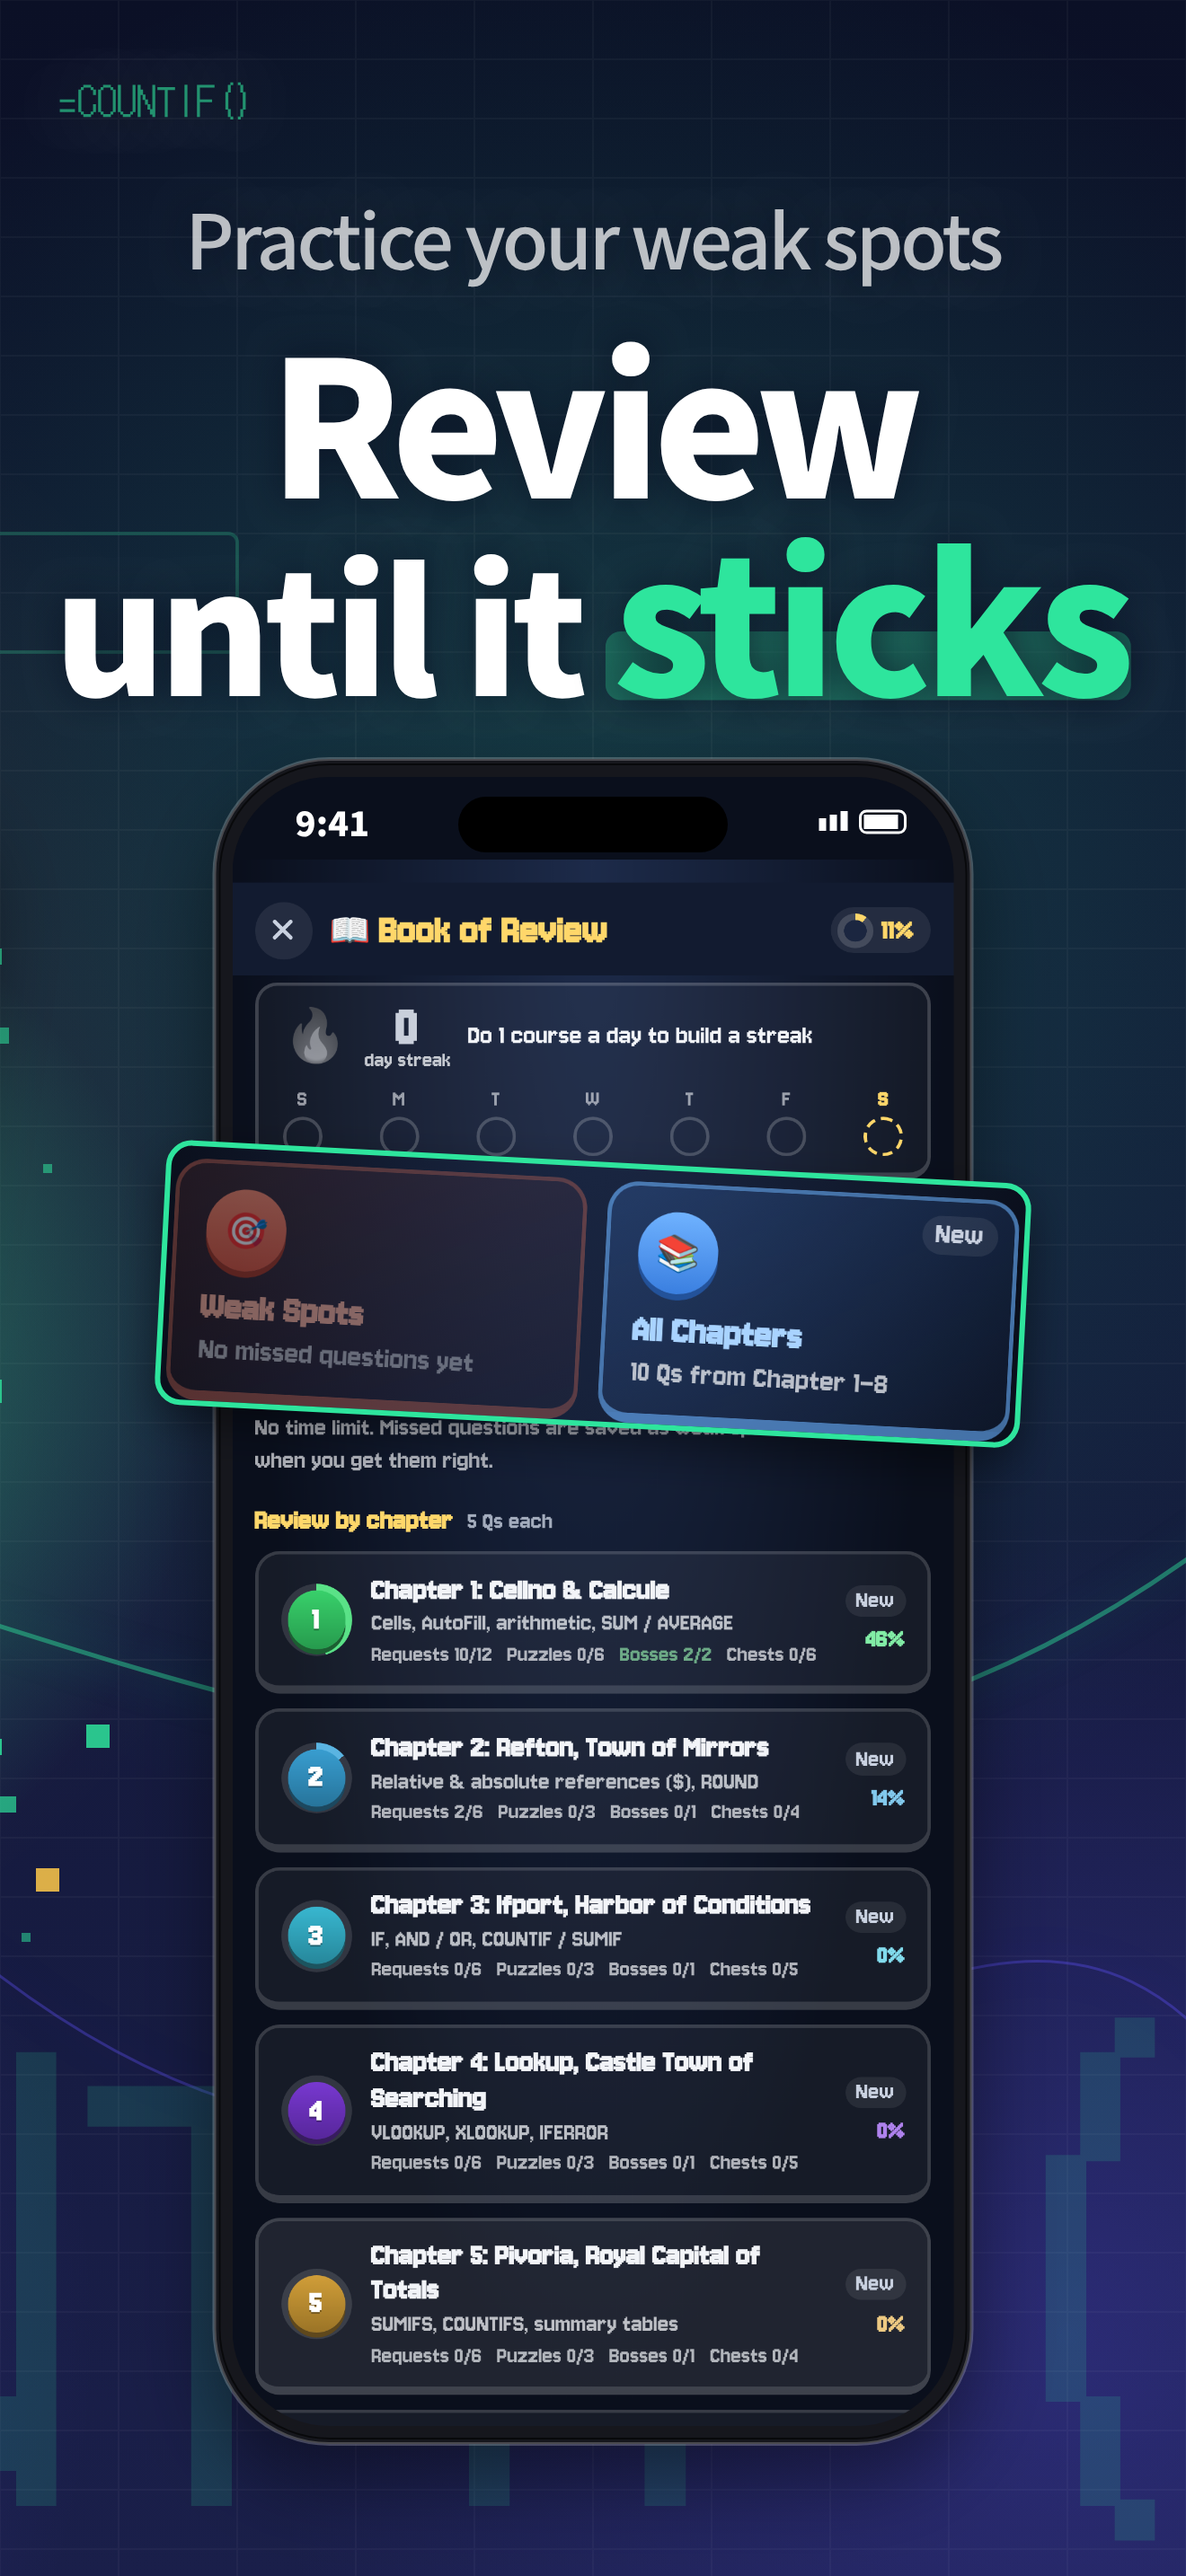 =COUNTIF()
Practice your weak spots
Review
until it sticks
9:41
Book of Review
11%
0
day streak
Do 1 course a day to build a streak
S M T W T F S
Weak Spots
No missed questions yet
New
All Chapters
10 Qs from Chapter 1–8
No time limit. Missed questions are saved as weak
when you get them right.
Review by chapter 5 Qs each
1
Chapter 1: Cellno & Calcule
New
Cells, AutoFill, arithmetic, SUM / AVERAGE
46%
Requests 10/12 Puzzles 0/6 Bosses 2/2 Chests 0/6
2
Chapter 2: Refton, Town of Mirrors
New
Relative & absolute references ($), ROUND
14%
Requests 2/6 Puzzles 0/3 Bosses 0/1 Chests 0/4
3
Chapter 3: Ifport, Harbor of Conditions
New
IF, AND / OR, COUNTIF / SUMIF
0%
Requests 0/6 Puzzles 0/3 Bosses 0/1 Chests 0/5
4
Chapter 4: Lookup, Castle Town of
Searching
New
VLOOKUP, XLOOKUP, IFERROR
0%
Requests 0/6 Puzzles 0/3 Bosses 0/1 Chests 0/5
5
Chapter 5: Pivoria, Royal Capital of
Totals
New
SUMIFS, COUNTIFS, summary tables
0%
Requests 0/6 Puzzles 0/3 Bosses 0/1 Chests 0/4